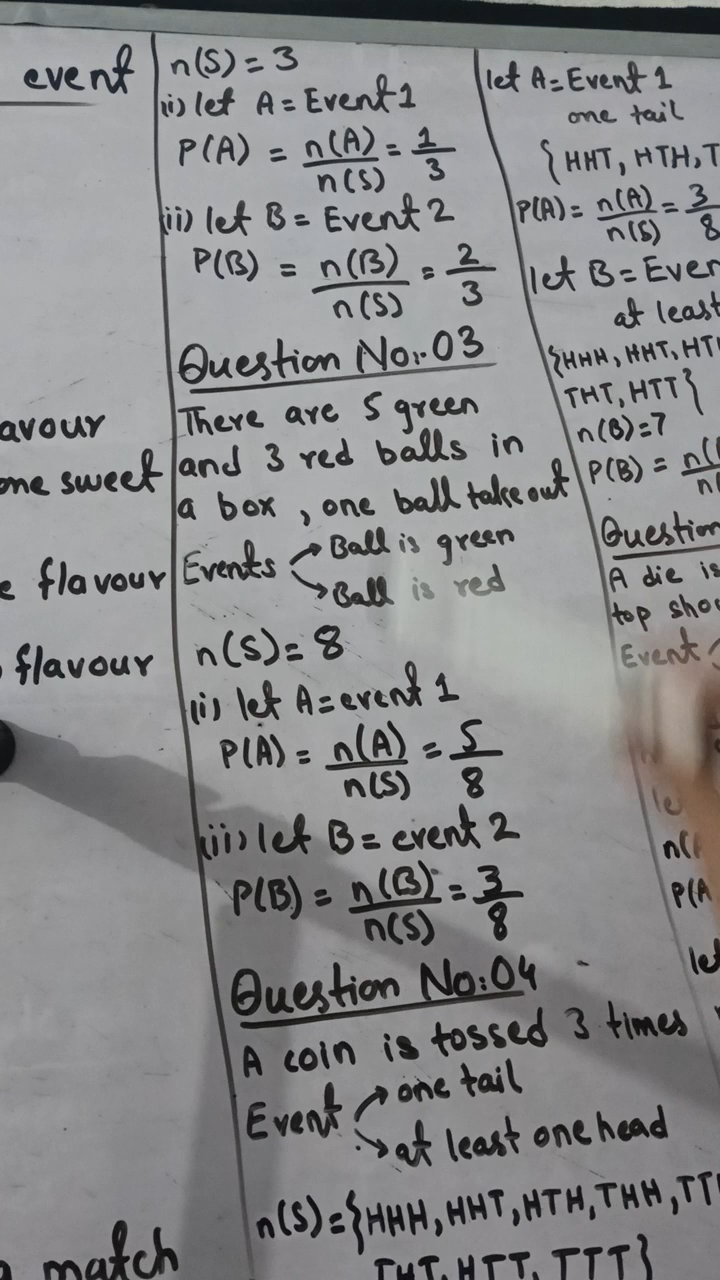 event
avour
one sweet
flavour
flavour
match
n(S) = 3
(i) let A = Event 1
P(A) = n(A)/n(S) = 1/3
(ii) let B = Event 2
P(B) = n(B)/n(S) = 2/3
Question No:-03
There are 5 green
and 3 red balls in
a box, one ball take out
Events → Ball is green
→ Ball is red
n(S) = 8
(i) let A = event 1
P(A) = n(A)/n(S) = 5/8
(ii) let B = event 2
P(B) = n(B)/n(S) = 3/8
Question No:04
A coin is tossed 3 times
Event → one tail
→ at least one head
n(S) = {HHH, HHT, HTH, THH, TT
THT, HTT, TTT}
let A = Event 1
one tail
{HHT, HTH, T
P(A) = n(A)/n(S) = 3/8
let B = Even
at least
{HHH, HHT, HT
THT, HTT}
n(B) = 7
P(B) = n(
Question
A die is
top sho
Event
le
n(
P(A
let